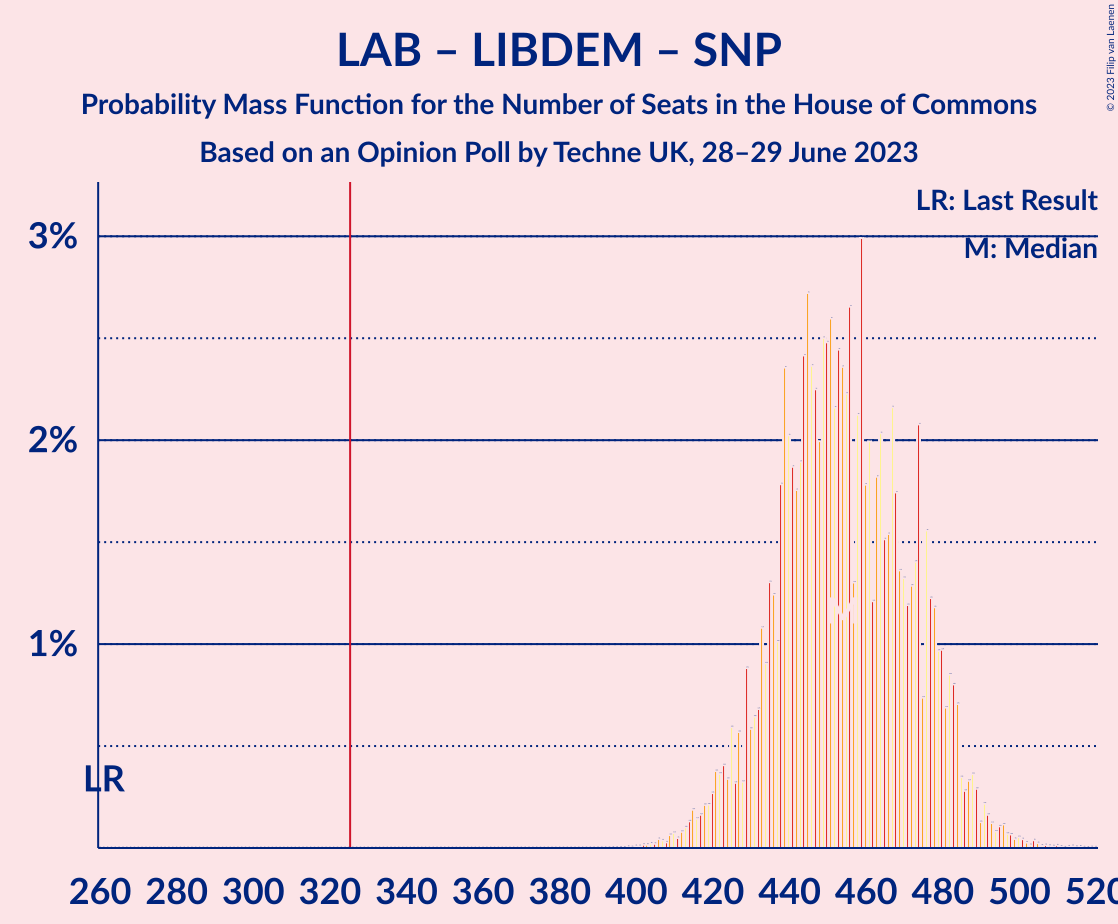 LAB – LIBDEM – SNP
Probability Mass Function for the Number of Seats in the House of Commons
Based on an Opinion Poll by Techne UK, 28–29 June 2023
© 2023 Filip van Laenen
LR: Last Result
M: Median
3%
2%
1%
LR
M
260 280 300 320 340 360 380 400 420 440 460 480 500 520